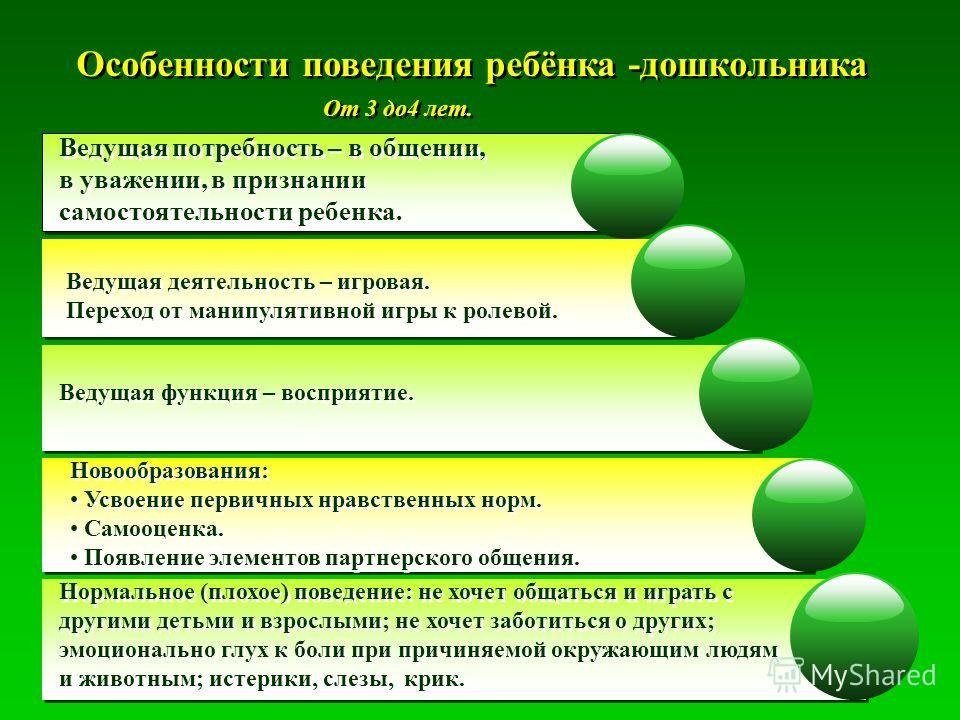 Особенности поведения ребёнка -дошкольника
От 3 до4 лет.
Ведущая потребность – в общении,
в уважении, в признании
самостоятельности ребенка.
Ведущая деятельность – игровая.
Переход от манипулятивной игры к ролевой.
Ведущая функция – восприятие.
Новообразования:
• Усвоение первичных нравственных норм.
• Самооценка.
• Появление элементов партнерского общения.
Нормальное (плохое) поведение: не хочет общаться и играть с
другими детьми и взрослыми; не хочет заботиться о других;
эмоционально глух к боли при причиняемой окружающим людям
и животным; истерики, слезы, крик.
MyShared